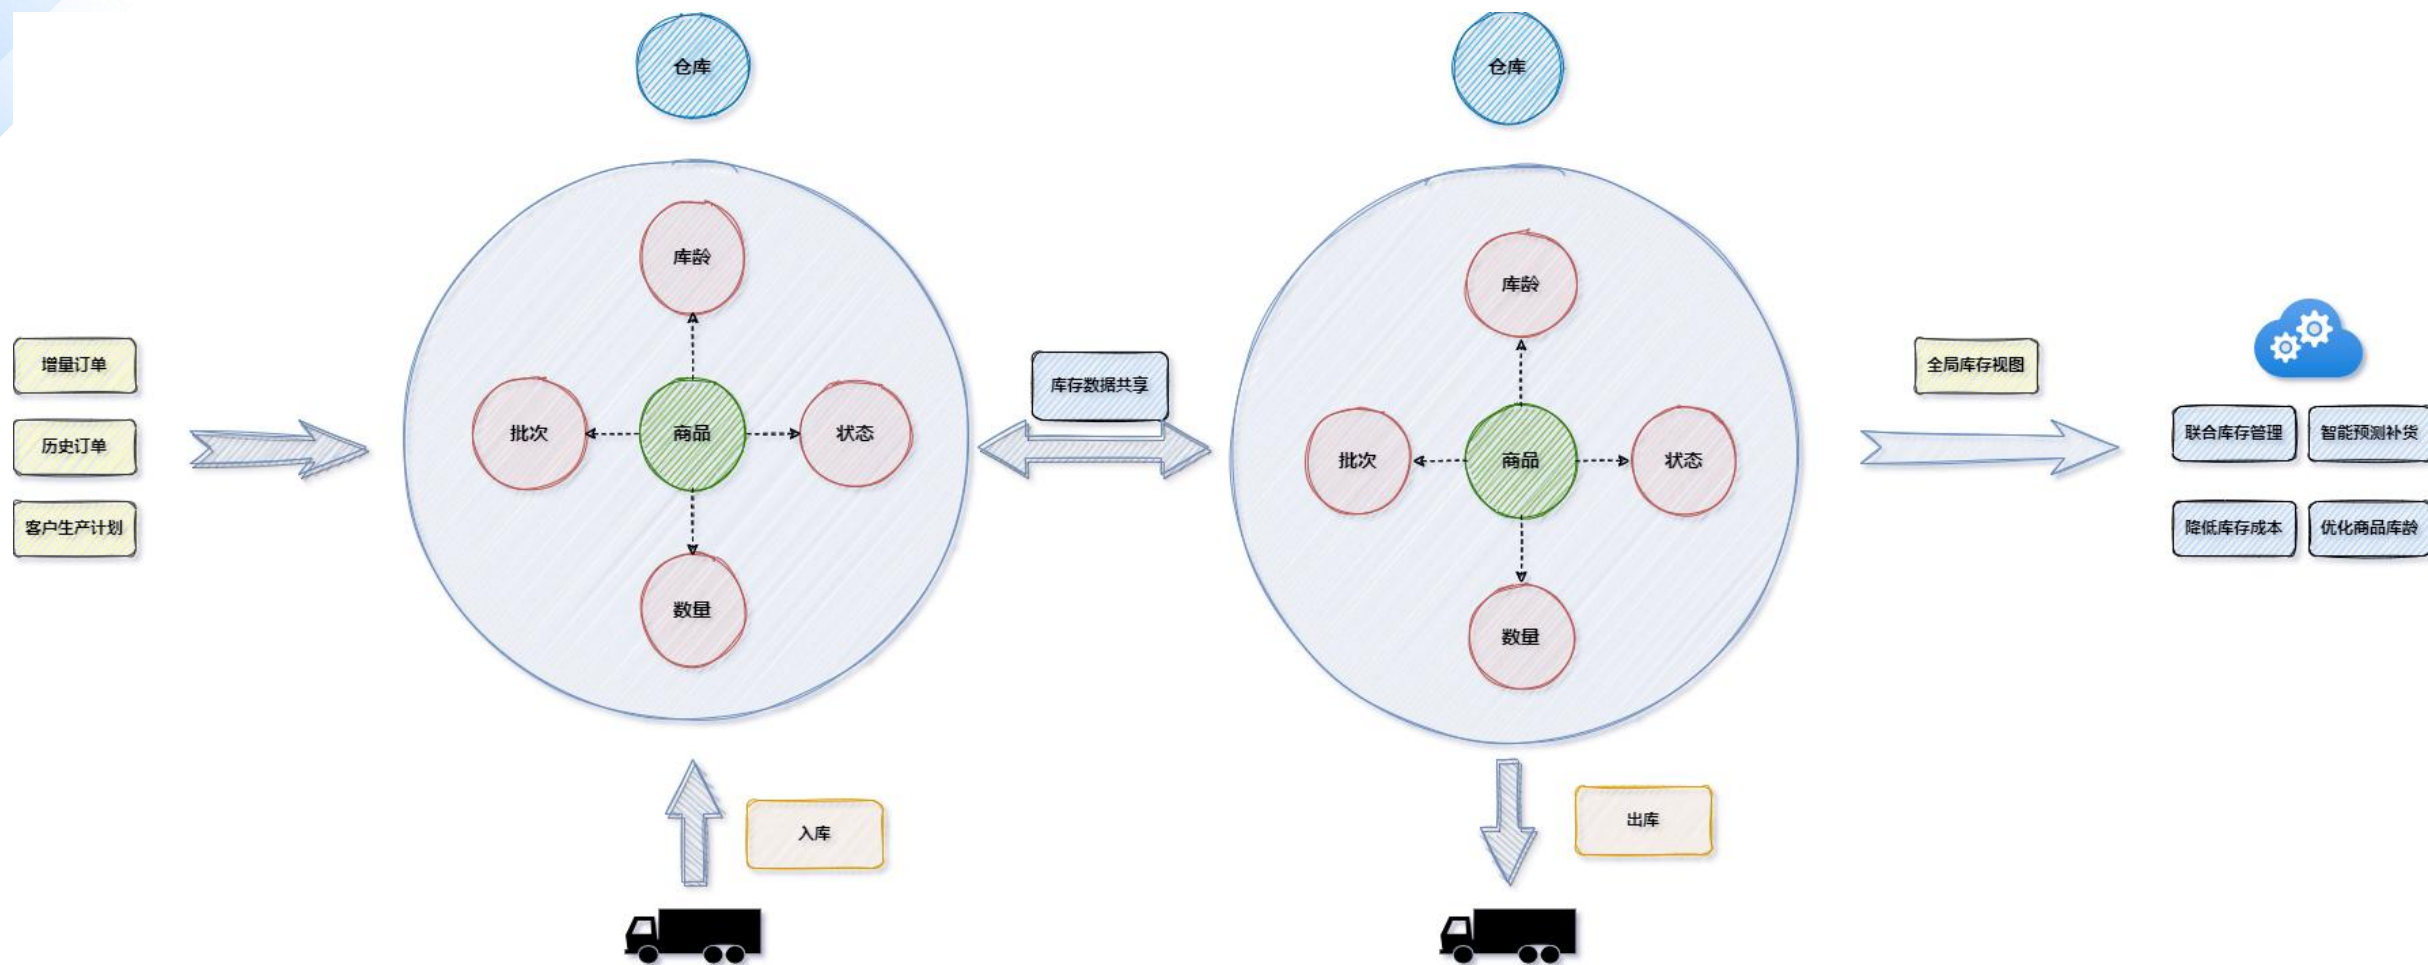 仓库
仓库
库龄
批次
商品
状态
数量
库龄
批次
商品
状态
数量
增量订单
历史订单
客户生产计划
库存数据共享
全局库存视图
联合库存管理
智能预测补货
降低库存成本
优化商品库龄
入库
出库